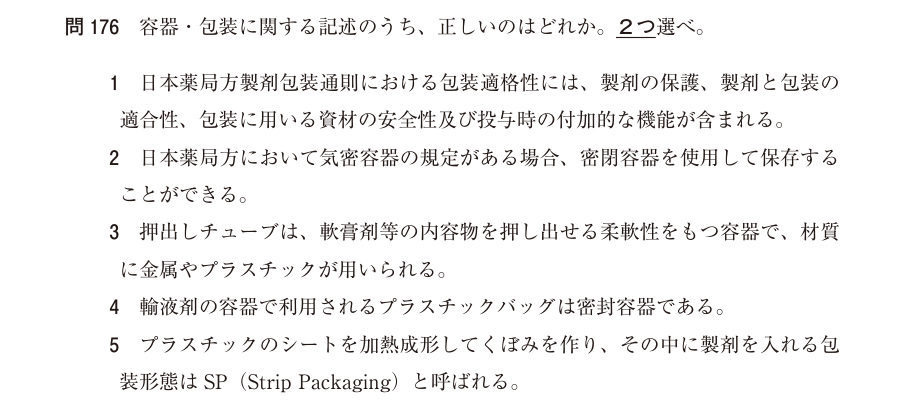 問 176 容器・包装に関する記述のうち、正しいのはどれか。２つ選べ。
1 日本薬局方製剤包装通則における包装適格性には、製剤の保護、製剤と包装の
適合性、包装に用いる資材の安全性及び投与時の付加的な機能が含まれる。
2 日本薬局方において気密容器の規定がある場合、密閉容器を使用して保存する
ことができる。
3 押出しチューブは、軟膏剤等の内容物を押し出せる柔軟性をもつ容器で、材質
に金属やプラスチックが用いられる。
4 輸液剤の容器で利用されるプラスチックバッグは密封容器である。
5 プラスチックのシートを加熱成形してくぼみを作り、その中に製剤を入れる包
装形態は SP（Strip Packaging）と呼ばれる。